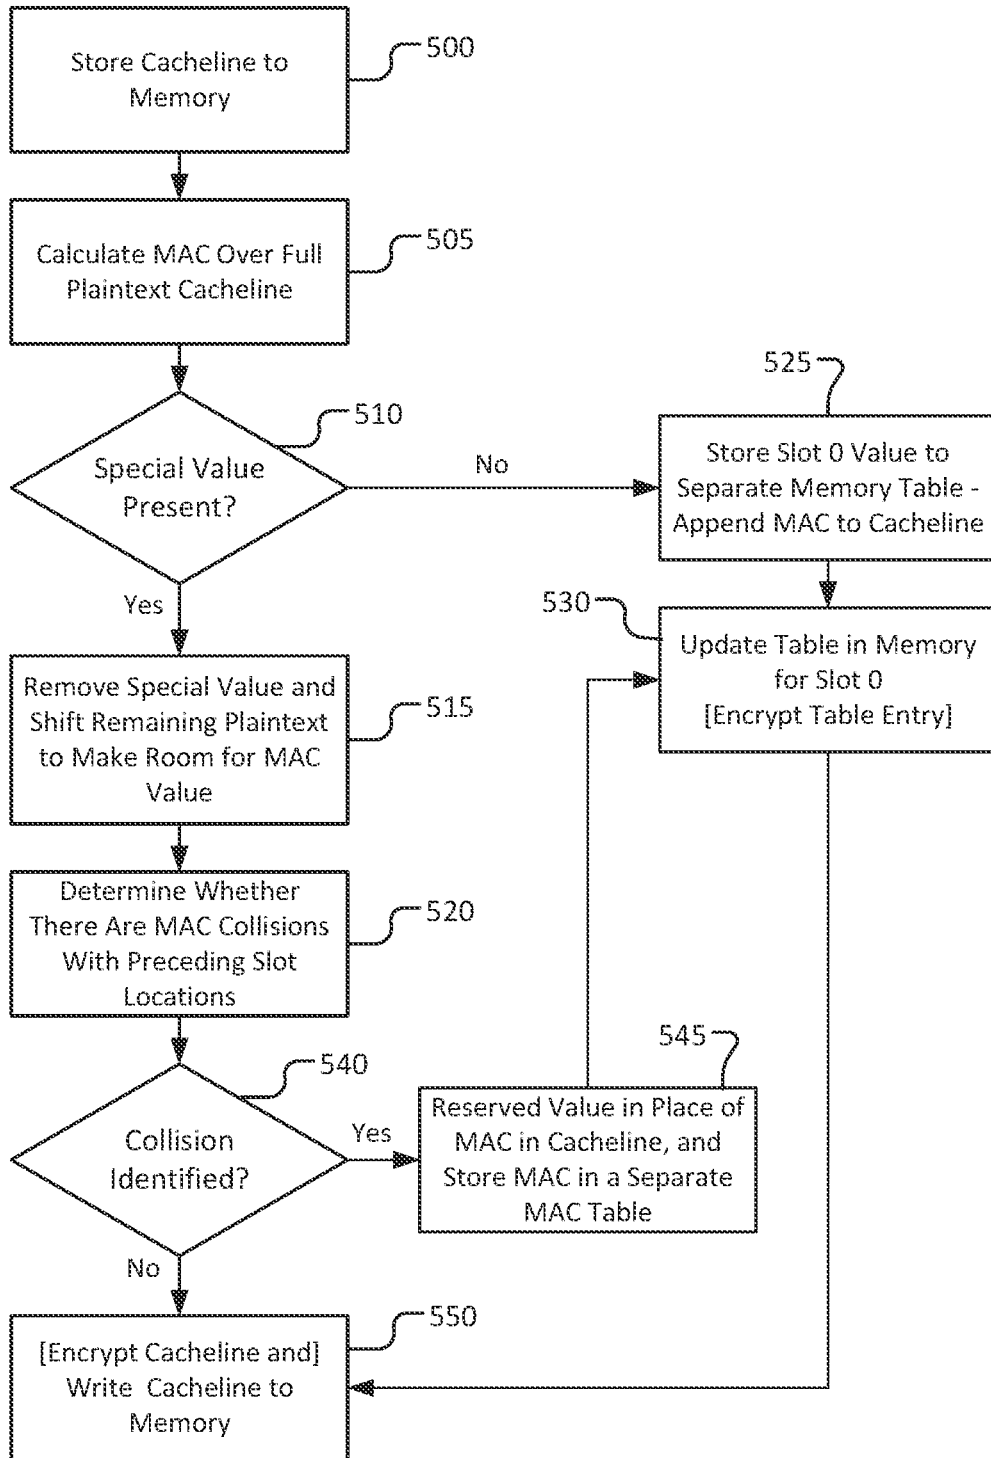 Store Cacheline to
Memory
500
Calculate MAC Over Full
Plaintext Cacheline
505
Special Value
Present?
510
No
Yes
525
Store Slot 0 Value to
Separate Memory Table -
Append MAC to Cacheline
530
Update Table in Memory
for Slot 0
[Encrypt Table Entry]
Remove Special Value and
Shift Remaining Plaintext
to Make Room for MAC
Value
515
Determine Whether
There Are MAC Collisions
With Preceding Slot
Locations
520
Collision
Identified?
540
Yes
No
545
Reserved Value in Place of
MAC in Cacheline, and
Store MAC in a Separate
MAC Table
[Encrypt Cacheline and]
Write Cacheline to
Memory
550